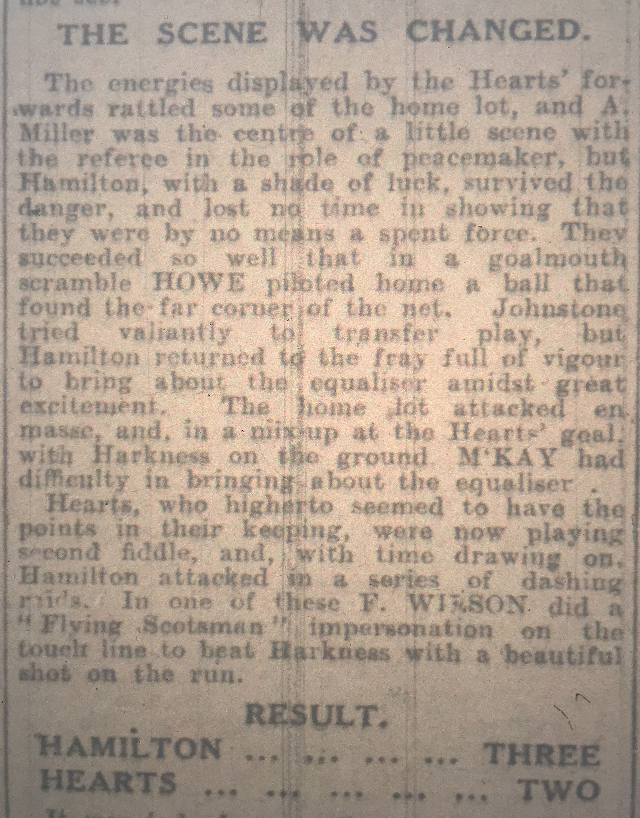 THE SCENE WAS CHANGED.
The energies displayed by the Hearts' for-
wards rattled some of the home lot, and A.
Miller was the centre of a little scene with
the referee in the role of peacemaker, but
Hamilton, with a shade of luck, survived the
danger, and lost no time in showing that
they were by no means a spent force. They
succeeded so well that in a goalmouth
scramble HOWE piloted home a ball that
found the far corner of the net. Johnstone
tried valiantly to transfer play, but
Hamilton returned to the fray full of vigour
to bring about the equaliser amidst great
excitement. The home lot attacked en
masse, and, in a mix-up at the Hearts' goal,
with Harkness on the ground M'KAY had
difficulty in bringing about the equaliser .
Hearts, who higherto seemed to have the
points in their keeping, were now playing
second fiddle, and, with time drawing on,
Hamilton attacked in a series of dashing
raids. In one of these F. WILSON did a
"Flying Scotsman" impersonation on the
touch line to beat Harkness with a beautiful
shot on the run.
RESULT.
HAMILTON ... ... ... ... THREE
HEARTS ... ... ... ... ... TWO